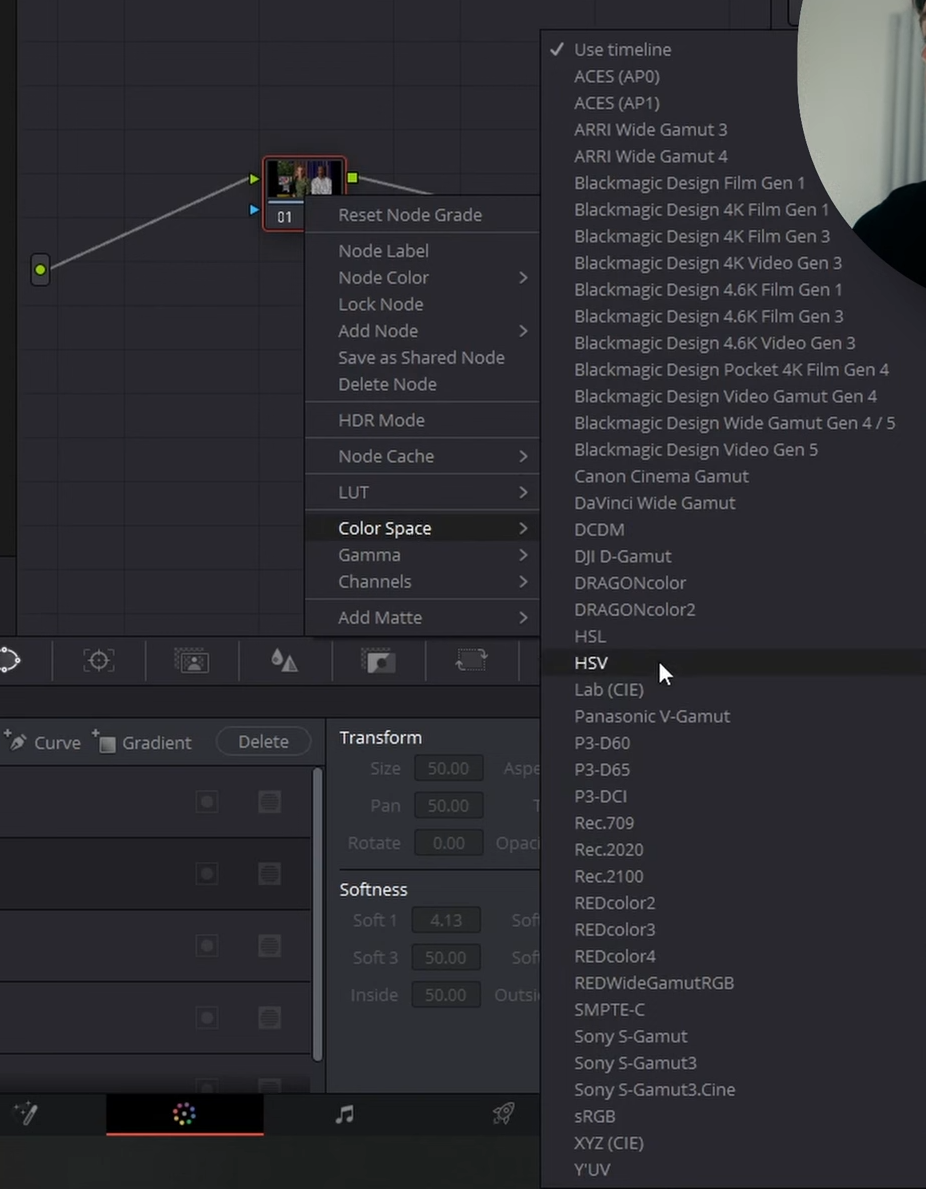 01
Reset Node Grade
Node Label
Node Color
Lock Node
Add Node
Save as Shared Node
Delete Node
HDR Mode
Node Cache
LUT
Color Space
Gamma
Channels
Add Matte
Use timeline
ACES (AP0)
ACES (AP1)
ARRI Wide Gamut 3
ARRI Wide Gamut 4
Blackmagic Design Film Gen 1
Blackmagic Design 4K Film Gen 1
Blackmagic Design 4K Film Gen 3
Blackmagic Design 4K Video Gen 3
Blackmagic Design 4.6K Film Gen 1
Blackmagic Design 4.6K Film Gen 3
Blackmagic Design 4.6K Video Gen 3
Blackmagic Design Pocket 4K Film Gen 4
Blackmagic Design Video Gamut Gen 4
Blackmagic Design Wide Gamut Gen 4 / 5
Blackmagic Design Video Gen 5
Canon Cinema Gamut
DaVinci Wide Gamut
DCDM
DJI D-Gamut
DRAGONcolor
DRAGONcolor2
HSL
HSV
Lab (CIE)
Panasonic V-Gamut
P3-D60
P3-D65
P3-DCI
Rec.709
Rec.2020
Rec.2100
REDcolor2
REDcolor3
REDcolor4
REDWideGamutRGB
SMPTE-C
Sony S-Gamut
Sony S-Gamut3
Sony S-Gamut3.Cine
sRGB
XYZ (CIE)
Y'UV
Curve Gradient Delete
Transform
Size 50.00 Aspe
Pan 50.00 T
Rotate 0.00 Opac
Softness
Soft 1 4.13 Sof
Soft 3 50.00 Sof
Inside 50.00 Outsi